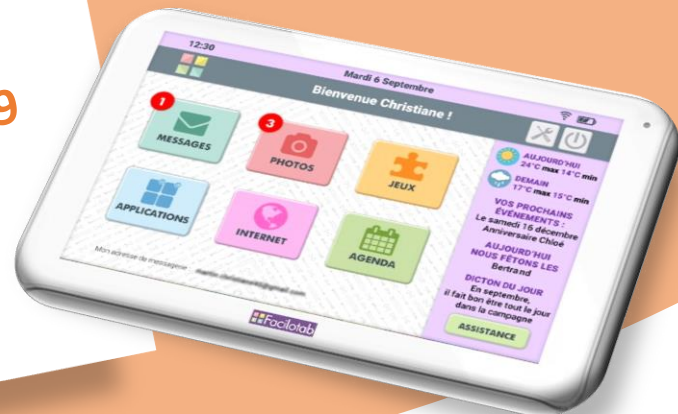 9
12:30
Mardi 6 Septembre
Bienvenue Christiane !
1
MESSAGES
3
PHOTOS
JEUX
APPLICATIONS
INTERNET
AGENDA
Mon adresse de messagerie :
AUJOURD'HUI
24°C max 14°C min
DEMAIN
17°C max 15°C min
VOS PROCHAINS
ÉVÉNEMENTS :
Le samedi 16 décembre
Anniversaire Chloé
AUJOURD'HUI
NOUS FÊTONS LES
Bertrand
DICTON DU JOUR
En septembre,
il fait bon être tout le jour
dans la campagne
ASSISTANCE
Facilotab